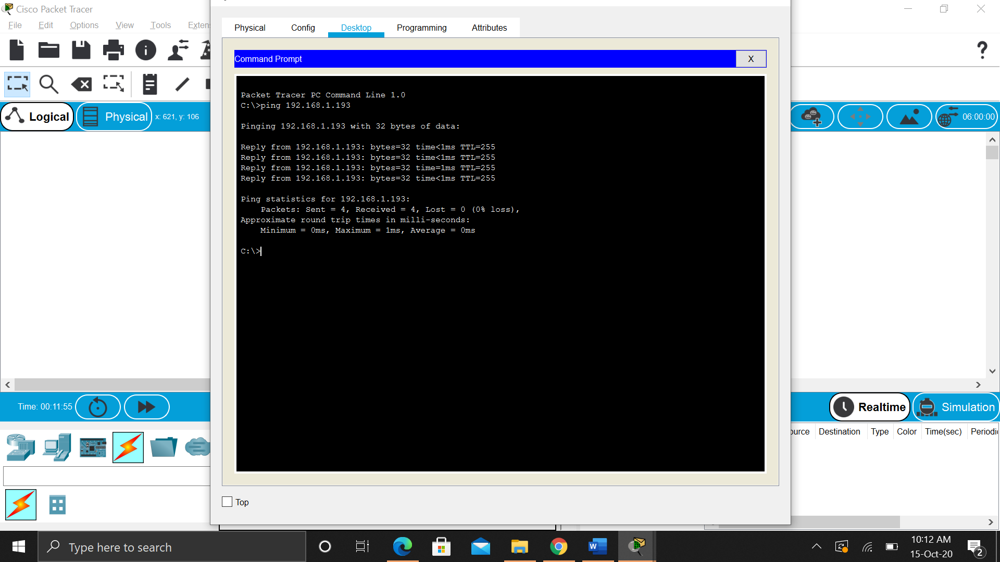 Cisco Packet Tracer
File Edit Options View Tools Exten
Physical Config Desktop Programming Attributes
Command Prompt X
Logical Physical x: 621, y: 106
06:00:00
Packet Tracer PC Command Line 1.0
C:\>ping 192.168.1.193
Pinging 192.168.1.193 with 32 bytes of data:
Reply from 192.168.1.193: bytes=32 time<1ms TTL=255
Reply from 192.168.1.193: bytes=32 time<1ms TTL=255
Reply from 192.168.1.193: bytes=32 time=1ms TTL=255
Reply from 192.168.1.193: bytes=32 time<1ms TTL=255
Ping statistics for 192.168.1.193:
Packets: Sent = 4, Received = 4, Lost = 0 (0% loss),
Approximate round trip times in milli-seconds:
Minimum = 0ms, Maximum = 1ms, Average = 0ms
C:\>
Time: 00:11:55
Realtime Simulation
ource Destination Type Color Time(sec) Periodi
Top
Type here to search
W
10:12 AM
15-Oct-20
2